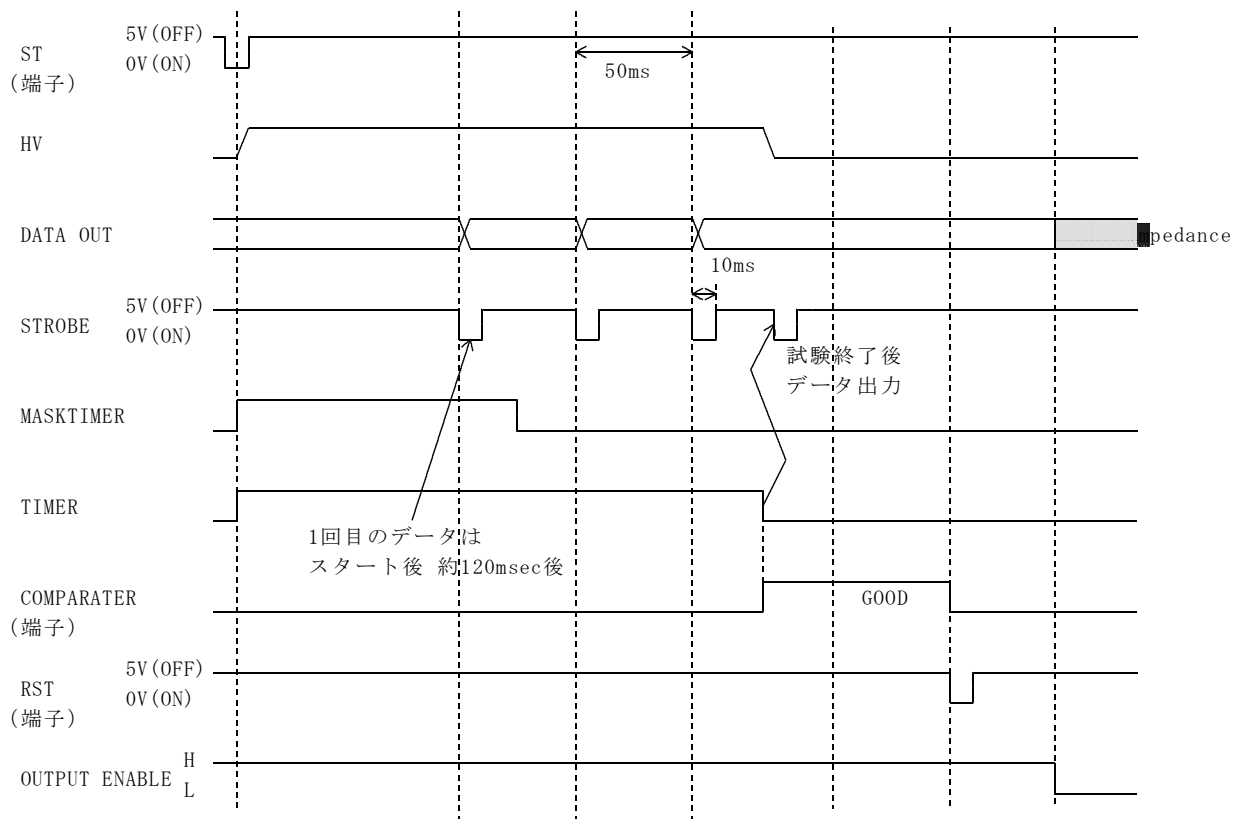 ST
(端子)
5V(OFF)
0V(ON)
50ms
HV
DATA OUT
mpedance
10ms
STROBE
5V(OFF)
0V(ON)
試験終了後
データ出力
MASKTIMER
TIMER
1回目のデータは
スタート後 約120msec後
COMPARATER
(端子)
GOOD
RST
(端子)
5V(OFF)
0V(ON)
OUTPUT ENABLE
H
L